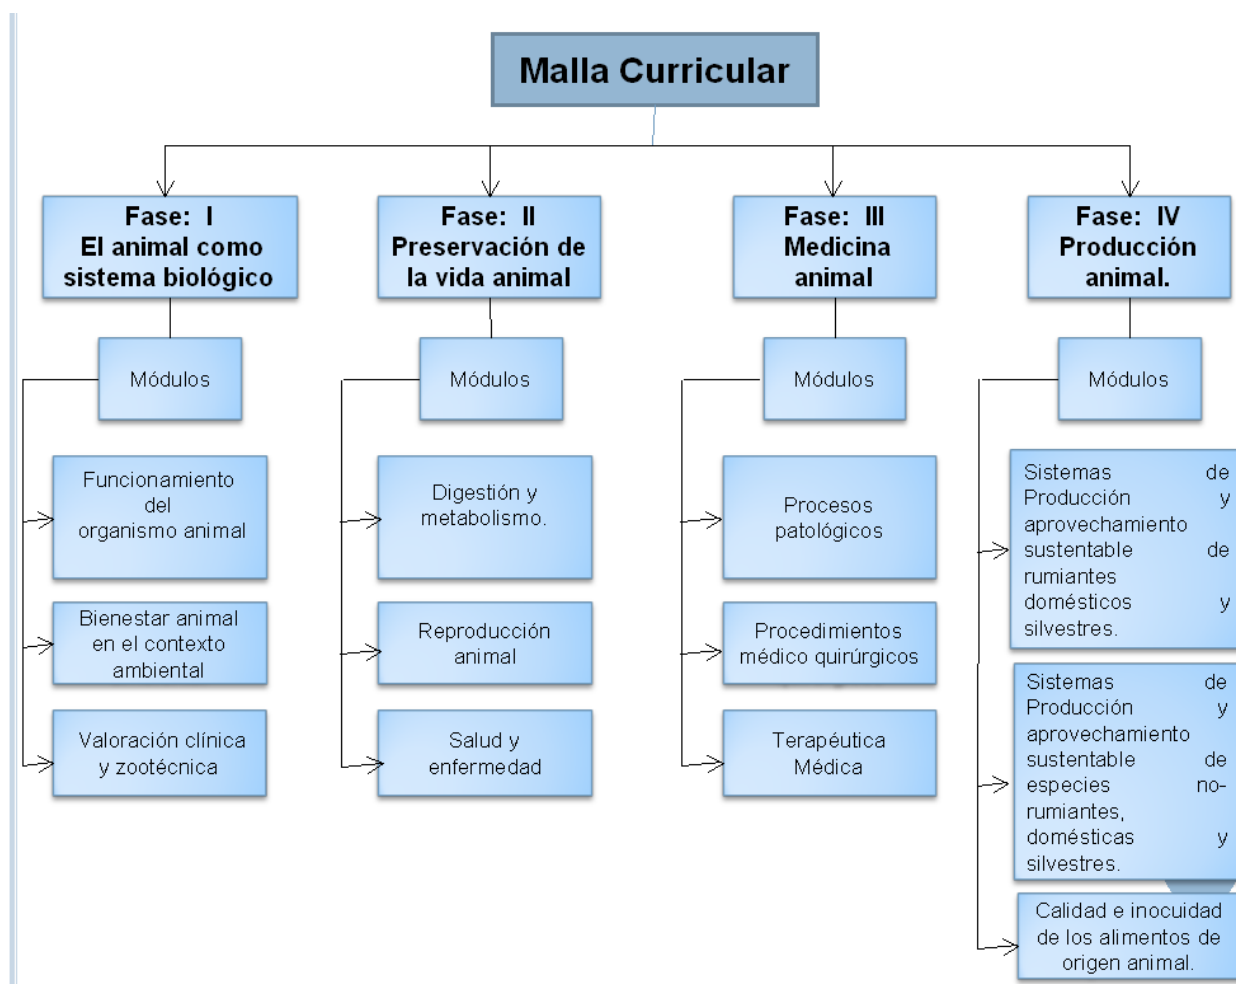 Malla Curricular
Fase: I
El animal como
sistema biológico
Módulos
Funcionamiento
del
organismo animal
Bienestar animal
en el contexto
ambiental
Valoración clínica
y zootécnica
Fase: II
Preservación de
la vida animal
Módulos
Digestión y
metabolismo.
Reproducción
animal
Salud y
enfermedad
Fase: III
Medicina
animal
Módulos
Procesos
patológicos
Procedimientos
médico quirúrgicos
Terapéutica
Médica
Fase: IV
Producción
animal.
Módulos
Sistemas de
Producción y
aprovechamiento
sustentable de
rumiantes
domésticos y
silvestres.
Sistemas de
Producción y
aprovechamiento
sustentable de
especies no-
rumiantes,
domésticas y
silvestres.
Calidad e inocuidad
de los alimentos de
origen animal.